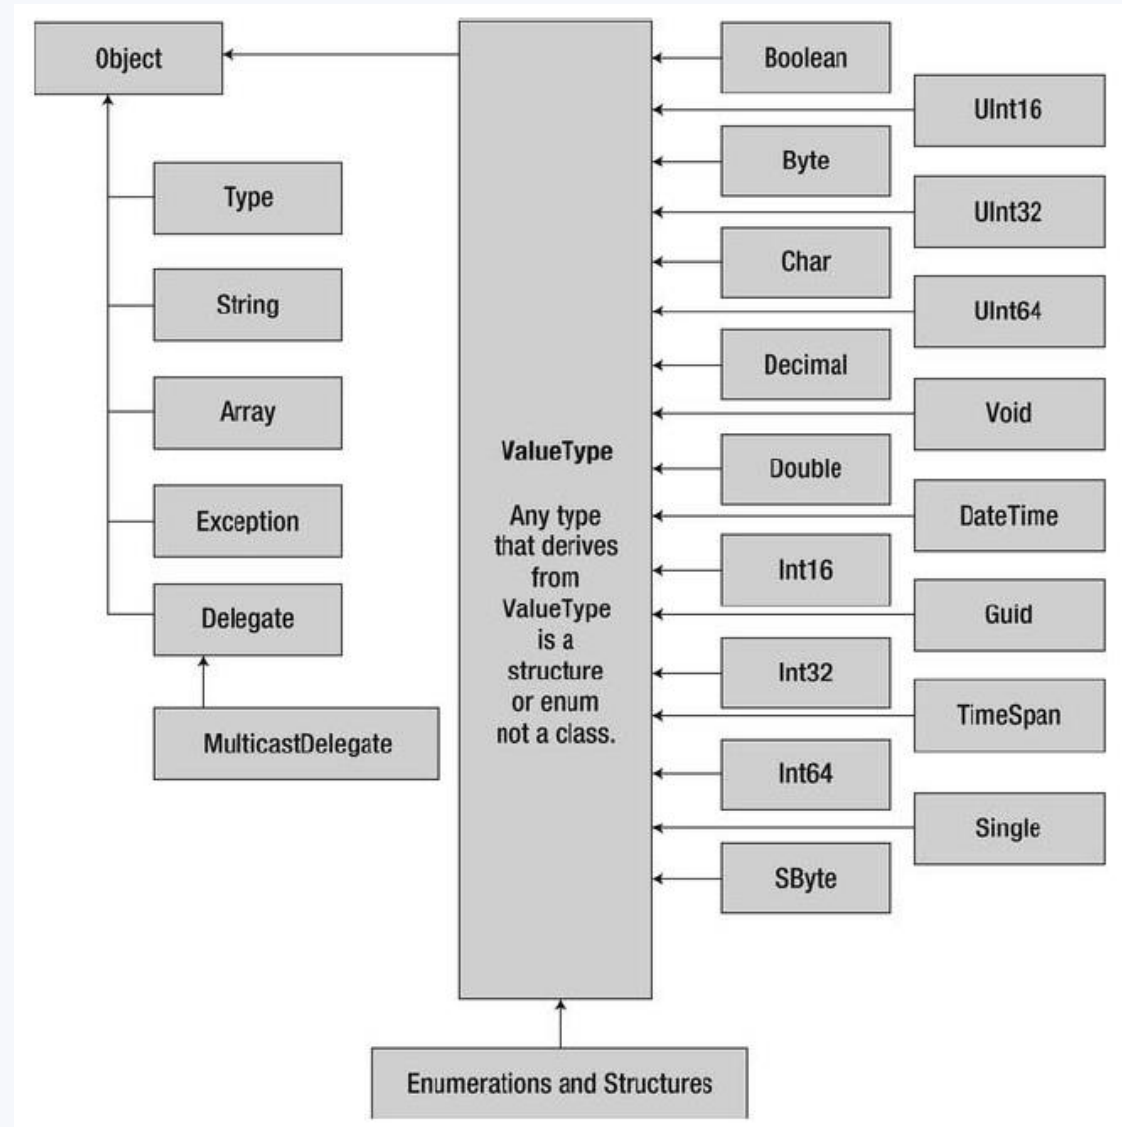 Object
Type
String
Array
Exception
Delegate
MulticastDelegate
ValueType
Any type
that derives
from
ValueType
is a
structure
or enum
not a class.
Boolean
UInt16
Byte
UInt32
Char
UInt64
Decimal
Void
Double
DateTime
Int16
Guid
Int32
TimeSpan
Int64
Single
SByte
Enumerations and Structures